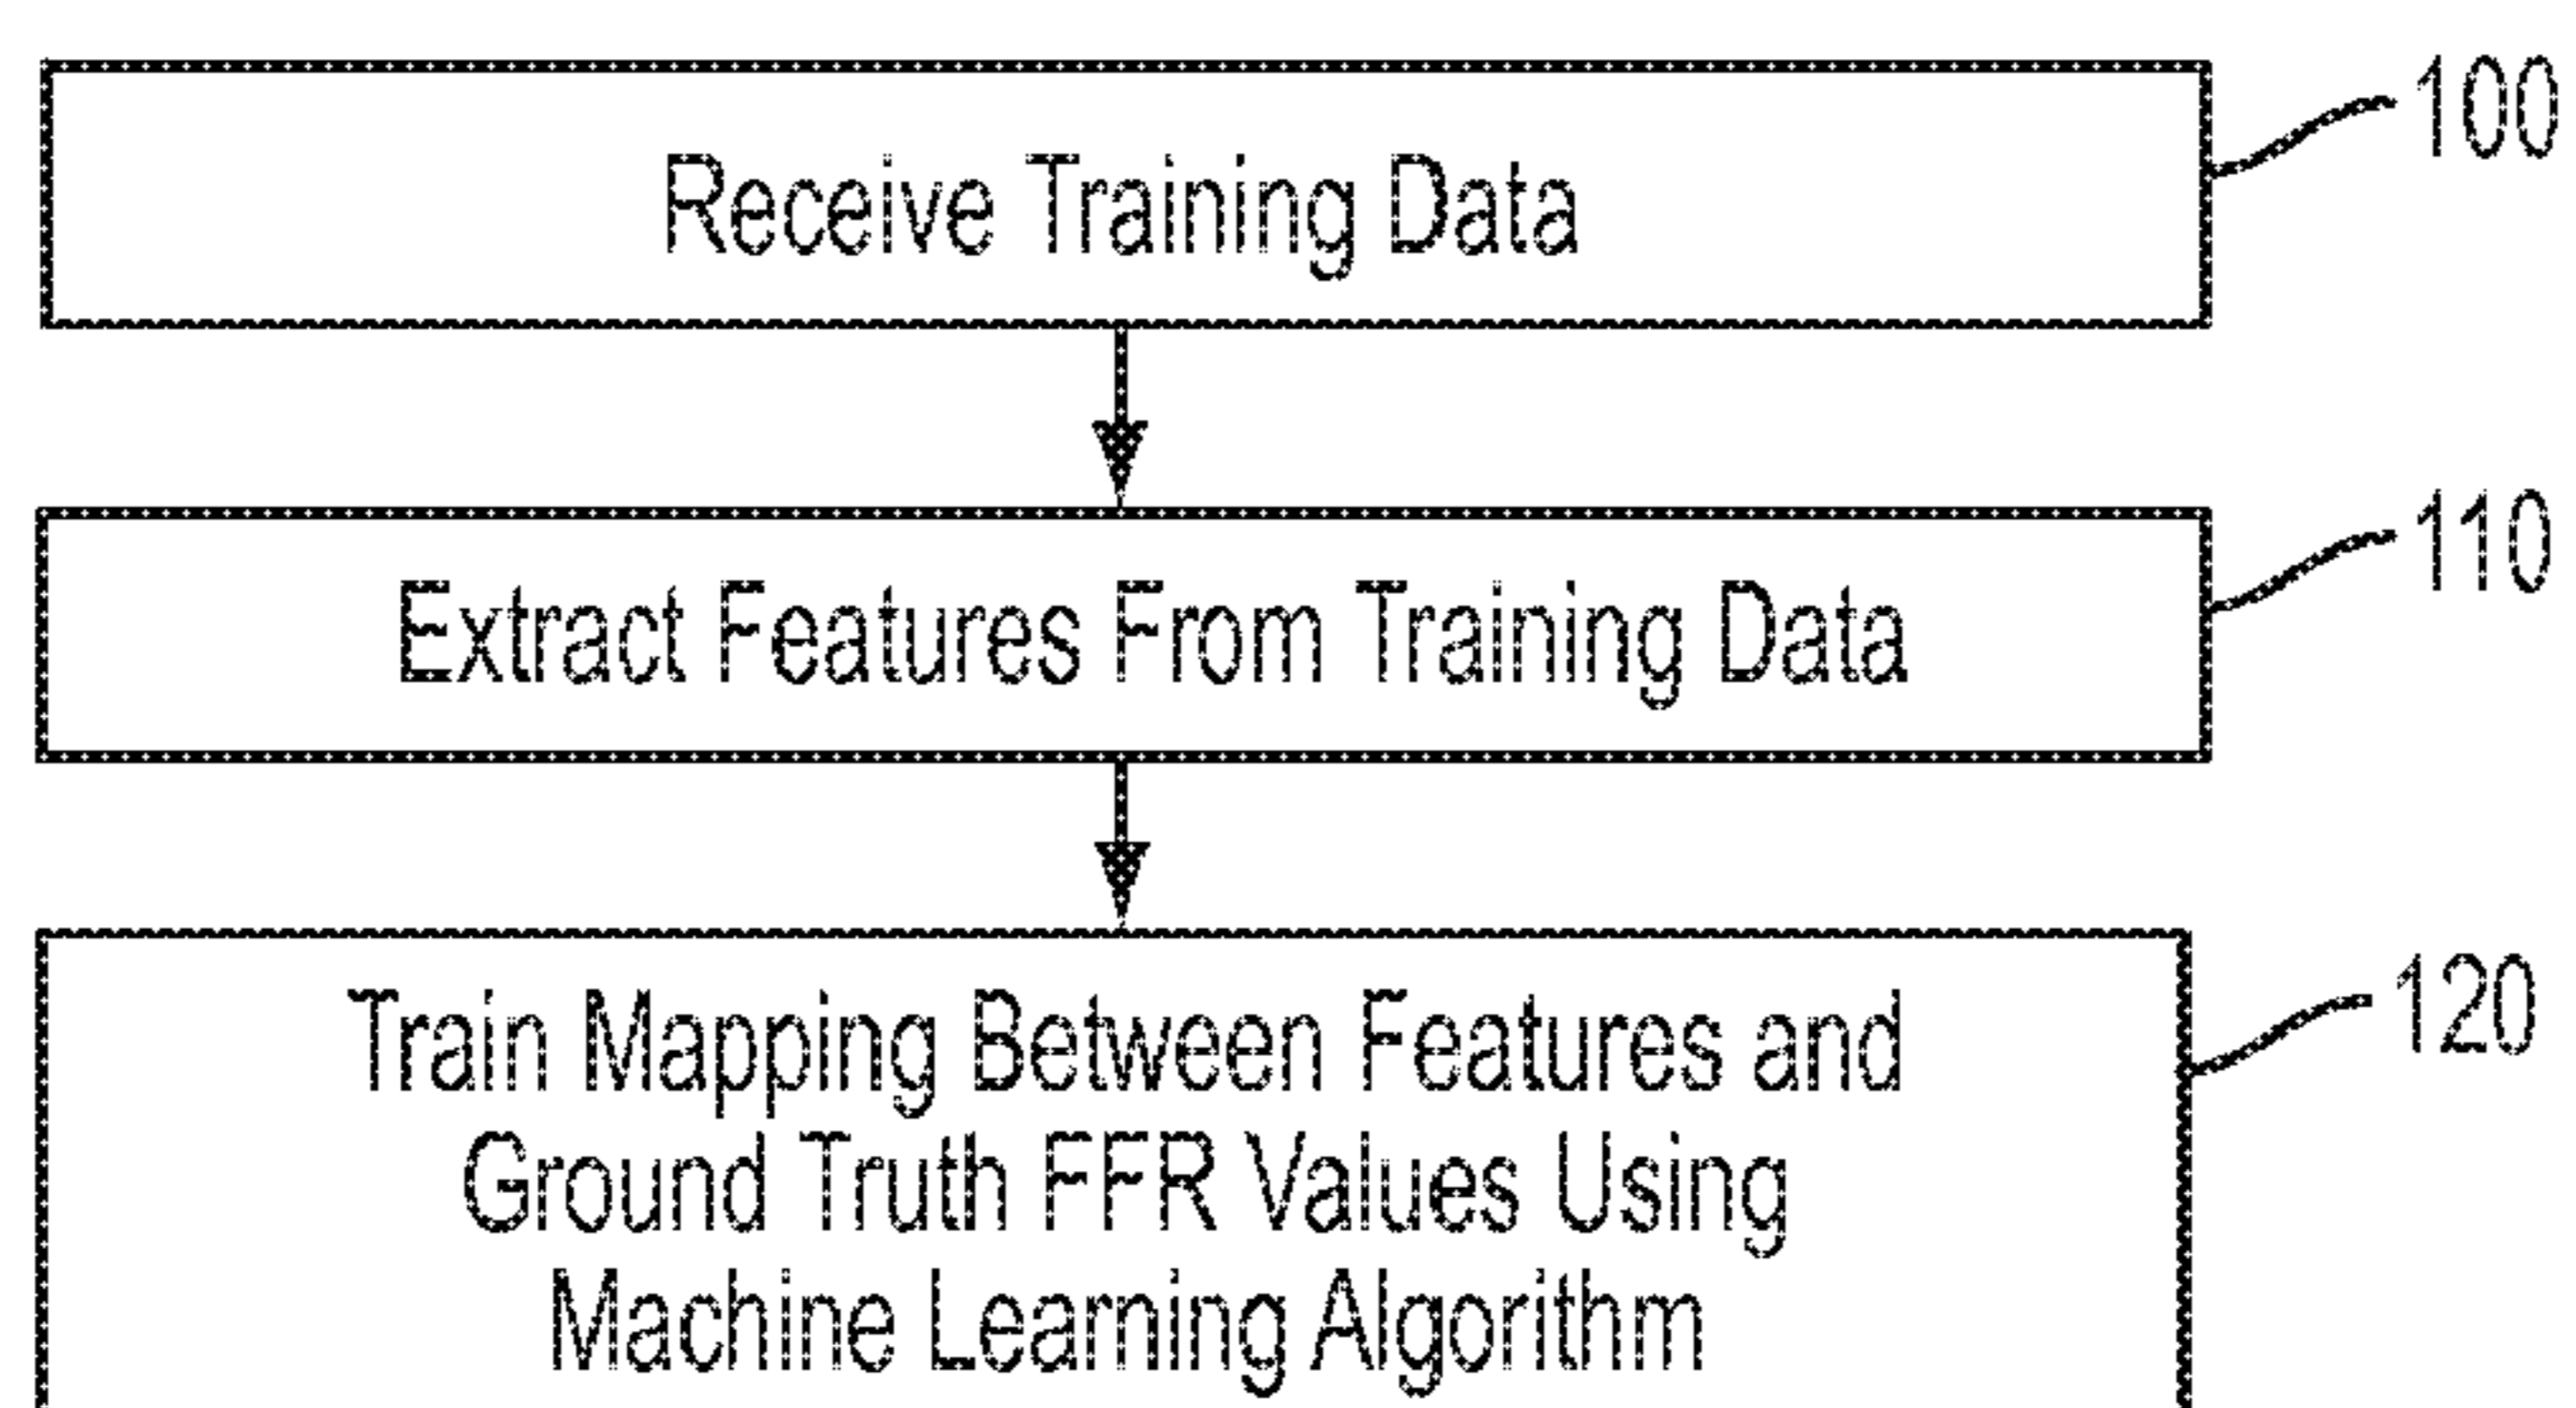 Receive Training Data
100
Extract Features From Training Data
110
Train Mapping Between Features and
120
Ground Truth FFR Values Using
Machine Learning Algorithm